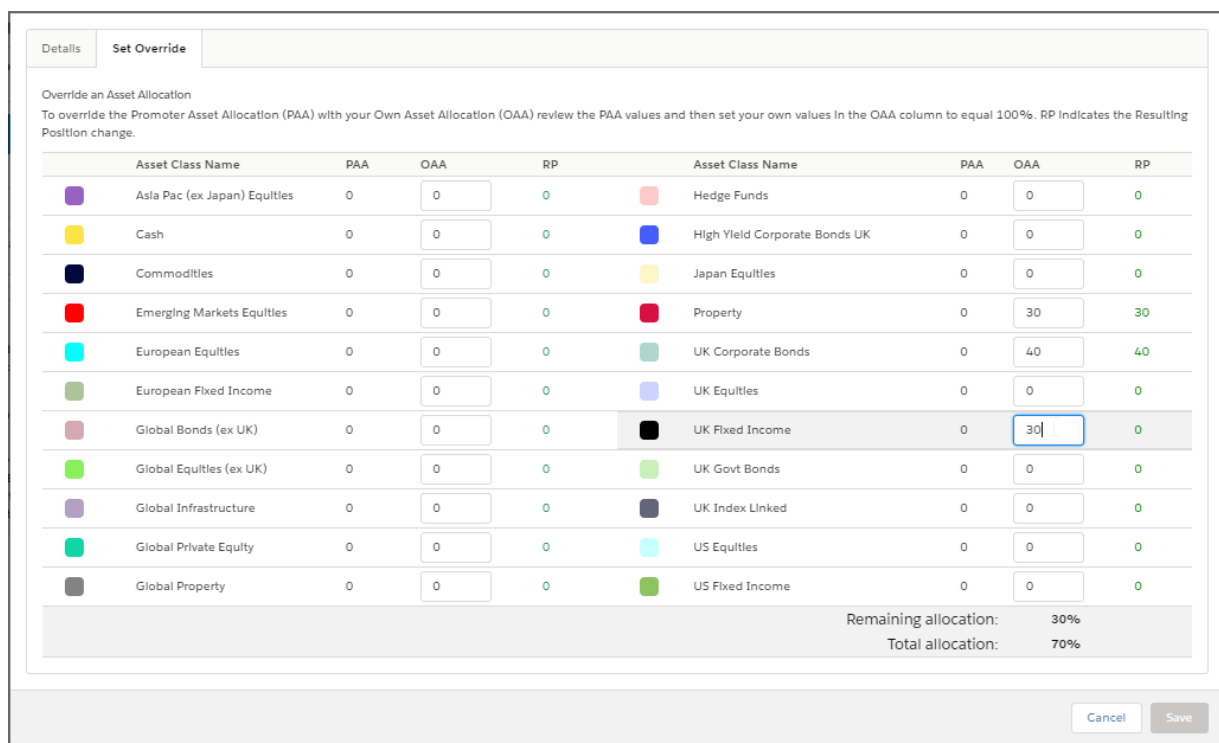 Details Set Override
Override an Asset Allocation
To override the Promoter Asset Allocation (PAA) with your Own Asset Allocation (OAA) review the PAA values and then set your own values in the OAA column to equal 100%. RP indicates the Resulting
Position change.
Asset Class Name PAA OAA RP Asset Class Name PAA OAA RP
Asia Pac (ex Japan) Equities 0 0 0 Hedge Funds 0 0 0
Cash 0 0 0 High Yield Corporate Bonds UK 0 0 0
Commodities 0 0 0 Japan Equities 0 0 0
Emerging Markets Equities 0 0 0 Property 0 30 30
European Equities 0 0 0 UK Corporate Bonds 0 40 40
European Fixed Income 0 0 0 UK Equities 0 0 0
Global Bonds (ex UK) 0 0 0 UK Fixed Income 0 30 0
Global Equities (ex UK) 0 0 0 UK Govt Bonds 0 0 0
Global Infrastructure 0 0 0 UK Index Linked 0 0 0
Global Private Equity 0 0 0 US Equities 0 0 0
Global Property 0 0 0 US Fixed Income 0 0 0
Remaining allocation: 30%
Total allocation: 70%
Cancel Save